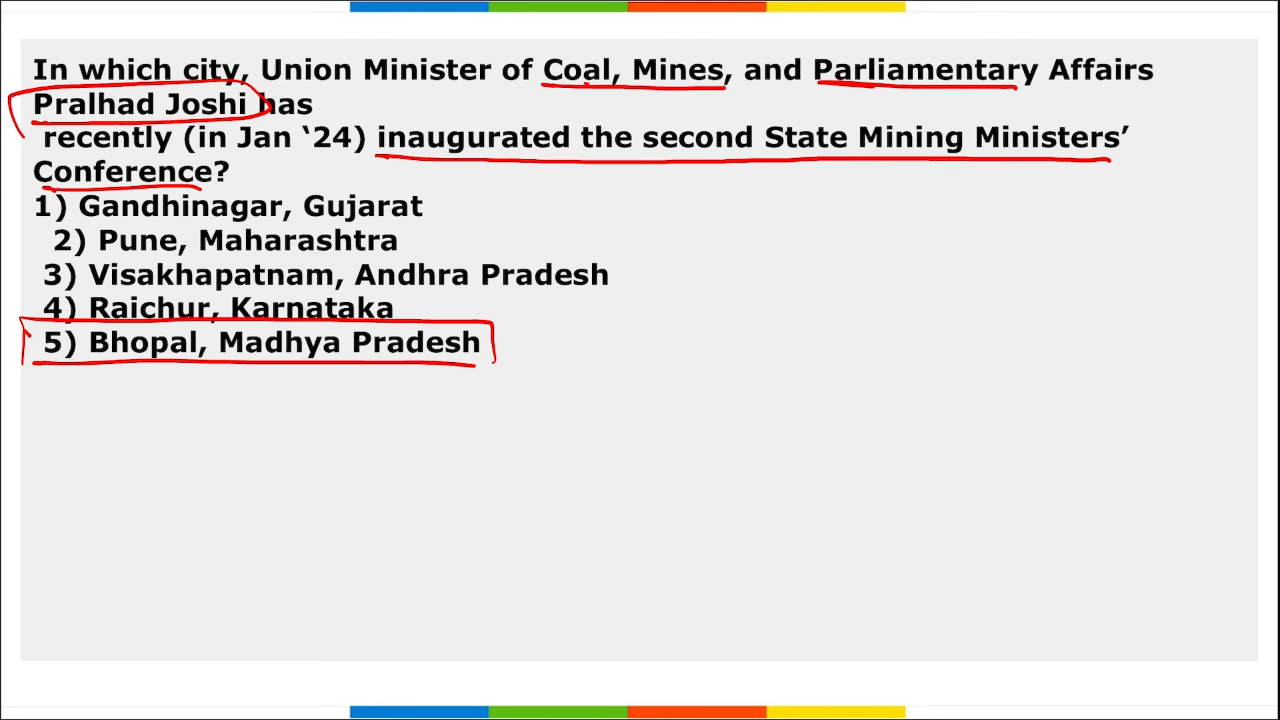 In which city, Union Minister of Coal, Mines, and Parliamentary Affairs
Pralhad Joshi has
recently (in Jan ‘24) inaugurated the second State Mining Ministers’
Conference?
1) Gandhinagar, Gujarat
2) Pune, Maharashtra
3) Visakhapatnam, Andhra Pradesh
4) Raichur, Karnataka
5) Bhopal, Madhya Pradesh